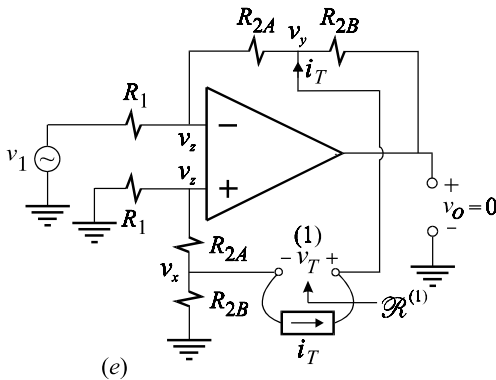 R2A
vy
R2B
iT
R1
vz
−
v1
~
vz
+
R1
+
vO=0
-
R2A
(1)
vx
- vT +
R2B
ℛ(1)
iT
(e)